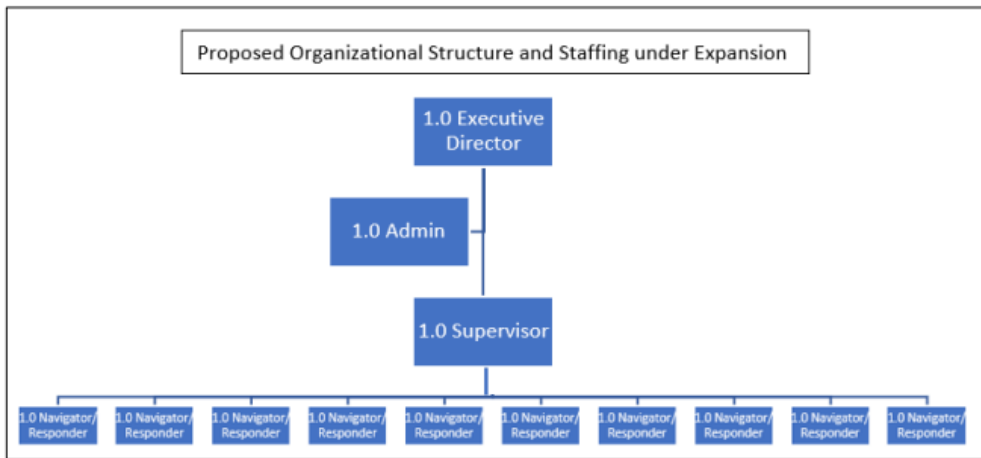 Proposed Organizational Structure and Staffing under Expansion
1.0 Executive
Director
1.0 Admin
1.0 Supervisor
1.0 Navigator/
Responder
1.0 Navigator/
Responder
1.0 Navigator/
Responder
1.0 Navigator/
Responder
1.0 Navigator/
Responder
1.0 Navigator/
Responder
1.0 Navigator/
Responder
1.0 Navigator/
Responder
1.0 Navigator/
Responder
1.0 Navigator/
Responder